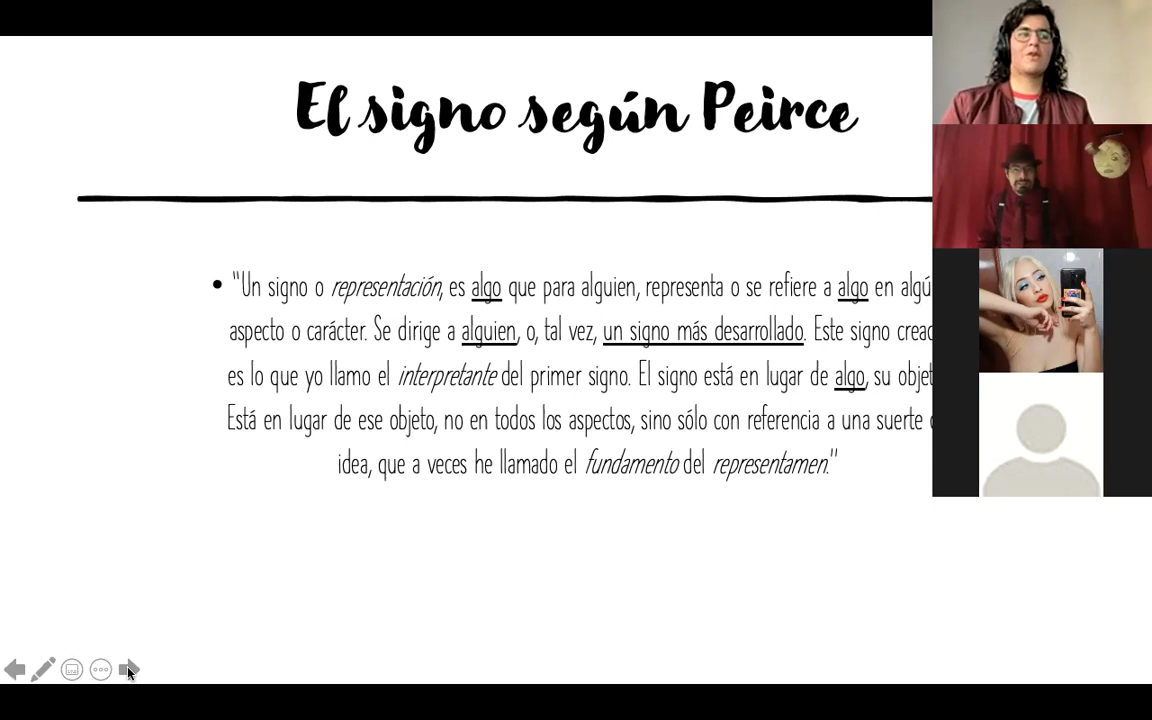 El signo según Peirce
• "Un signo o representación, es algo que para alguien, representa o se refiere a algo en algú
aspecto o carácter. Se dirige a alguien, o, tal vez, un signo más desarrollado. Este signo cread
es lo que yo llamo el interpretante del primer signo. El signo está en lugar de algo, su objet
Está en lugar de ese objeto, no en todos los aspectos, sino sólo con referencia a una suerte d
idea, que a veces he llamado el fundamento del representamen."